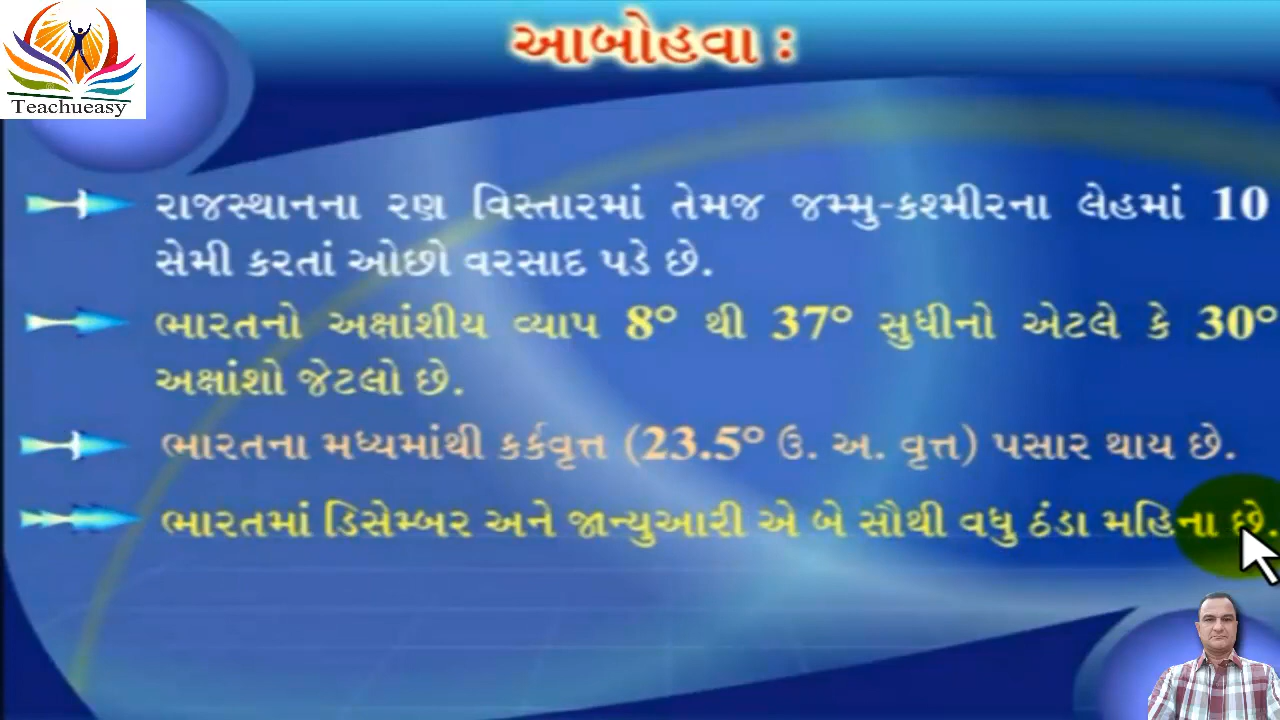 Teachueasy
આબોહવા :
રાજસ્થાનના રણ વિસ્તારમાં તેમજ જમ્મુ-કશ્મીરના લેહમાં 10
સેમી કરતાં ઓછો વરસાદ પડે છે.
ભારતનો અક્ષાંશીય વ્યાપ 8° થી 37° સુધીનો એટલે કે 30°
અક્ષાંશો જેટલો છે.
ભારતના મધ્યમાંથી કર્કવૃત્ત (23.5° ઉ. અ. વૃત્ત) પસાર થાય છે.
ભારતમાં ડિસેમ્બર અને જાન્યુઆરી એ બે સૌથી વધુ ઠંડા મહિના છે.